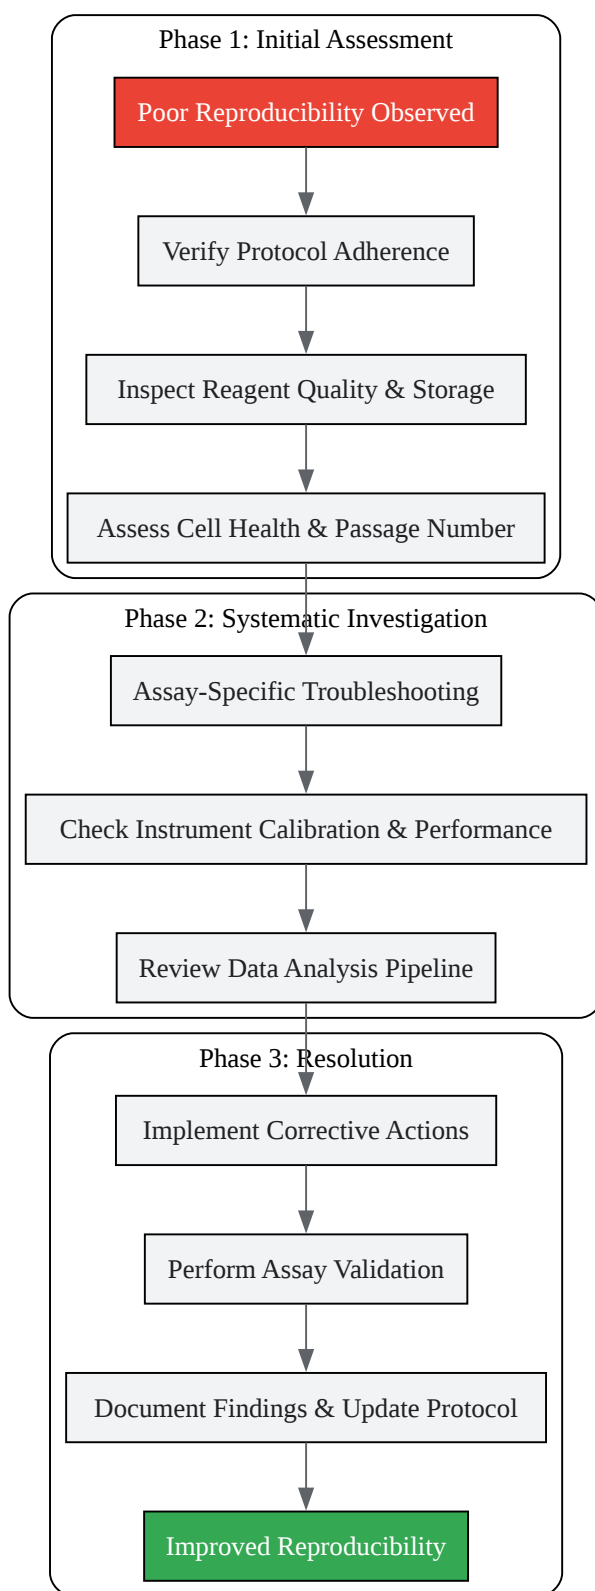 Phase 1: Initial Assessment
Poor Reproducibility Observed
Verify Protocol Adherence
Inspect Reagent Quality & Storage
Assess Cell Health & Passage Number
Phase 2: Systematic Investigation
Assay-Specific Troubleshooting
Check Instrument Calibration & Performance
Review Data Analysis Pipeline
Phase 3: Resolution
Implement Corrective Actions
Perform Assay Validation
Document Findings & Update Protocol
Improved Reproducibility